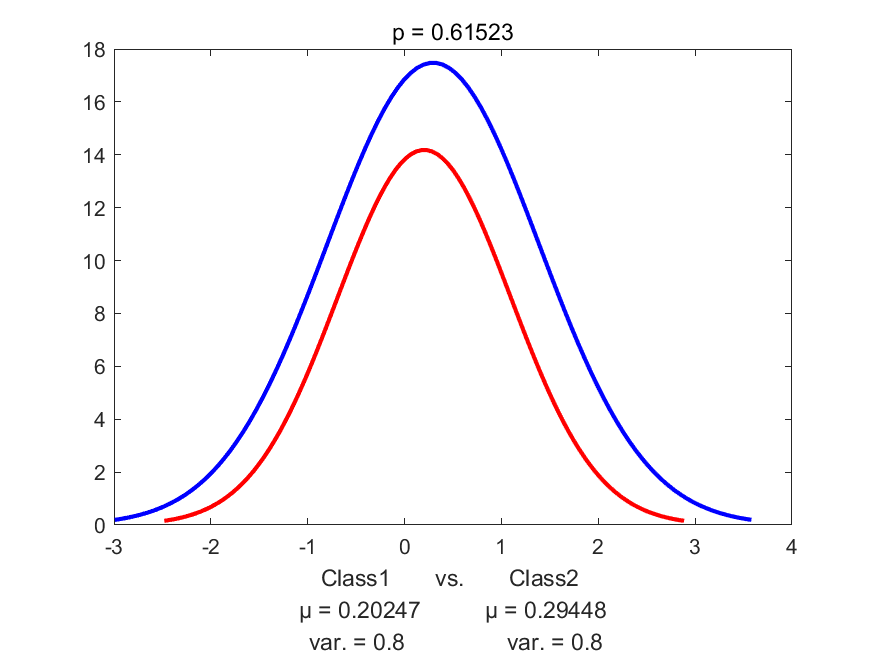 p = 0.61523
18
16
14
12
10
8
6
4
2
0
-3 -2 -1 0 1 2 3 4
Class1 vs. Class2
μ = 0.20247 μ = 0.29448
var. = 0.8 var. = 0.8